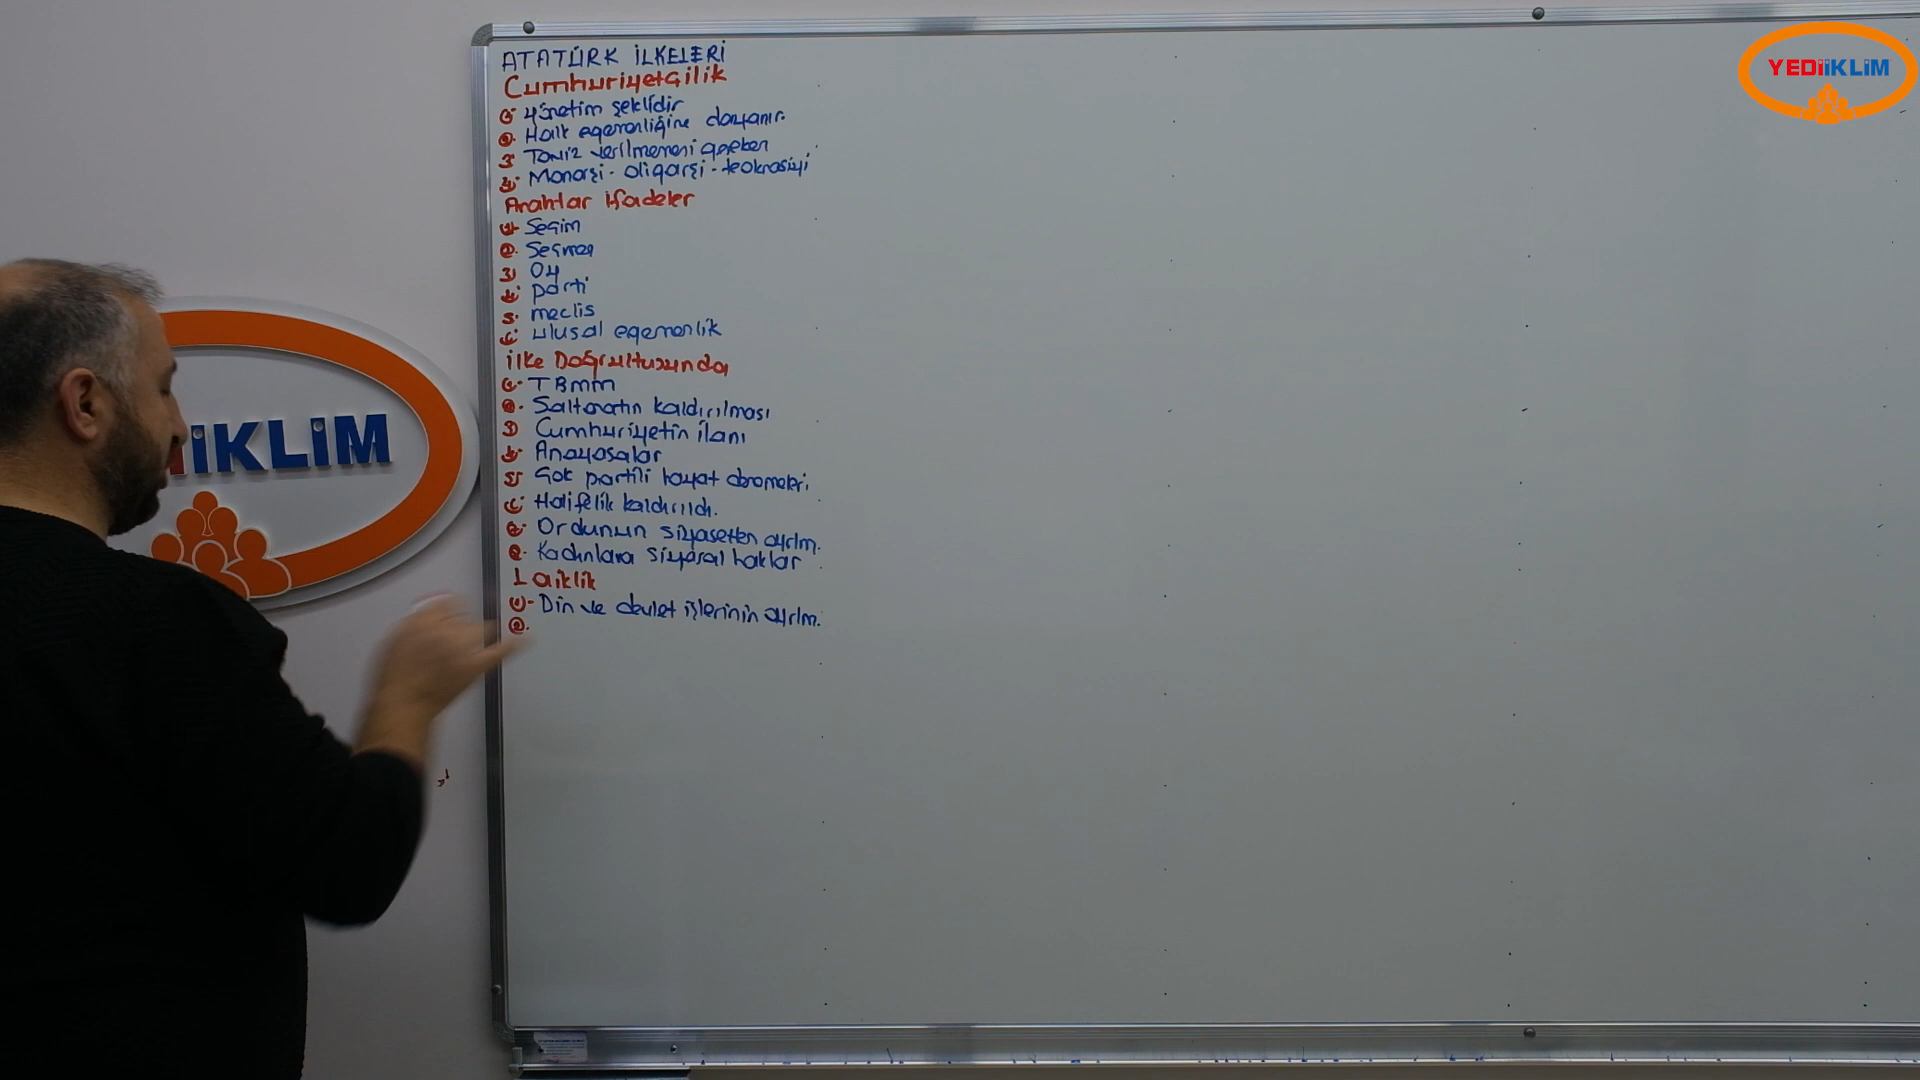 ATATÜRK İLKELERİ
Cumhuriyetçilik
1- Yönetim şeklidir
2. Halk egemenliğine dayanır.
3- Taviz verilmemesi gereken
4- Monarşi - oligarşi - teokrasiyi
Anahtar ifadeler
1- Seçim
2. Seçmen
3) Oy
4- parti
5. meclis
6- ulusal egemenlik
İlke Doğrultusunda
1- TBMM
2. Saltanatın kaldırılması
3) Cumhuriyetin ilanı
4- Anayasalar
5- Çok partili hayat denemeleri
6- Halifelik kaldırıldı.
7- Ordunun siyasetten ayrlm.
8- Kadınlara siyasal haklar
Laiklik
1- Din ve devlet işlerinin ayrlm.
2.
YEDİİKLİM
İKLİM